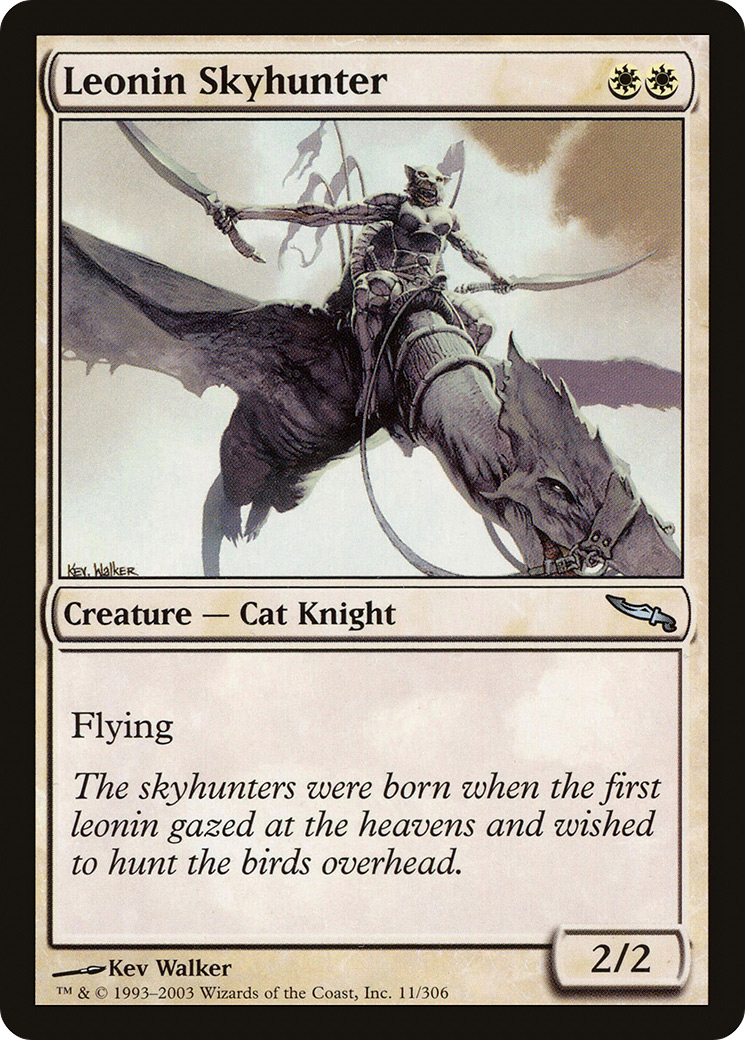 Leonin Skyhunter
Kev. Walker
Creature — Cat Knight
Flying
The skyhunters were born when the first
leonin gazed at the heavens and wished
to hunt the birds overhead.
2/2
Kev Walker
™ & © 1993–2003 Wizards of the Coast, Inc. 11/306